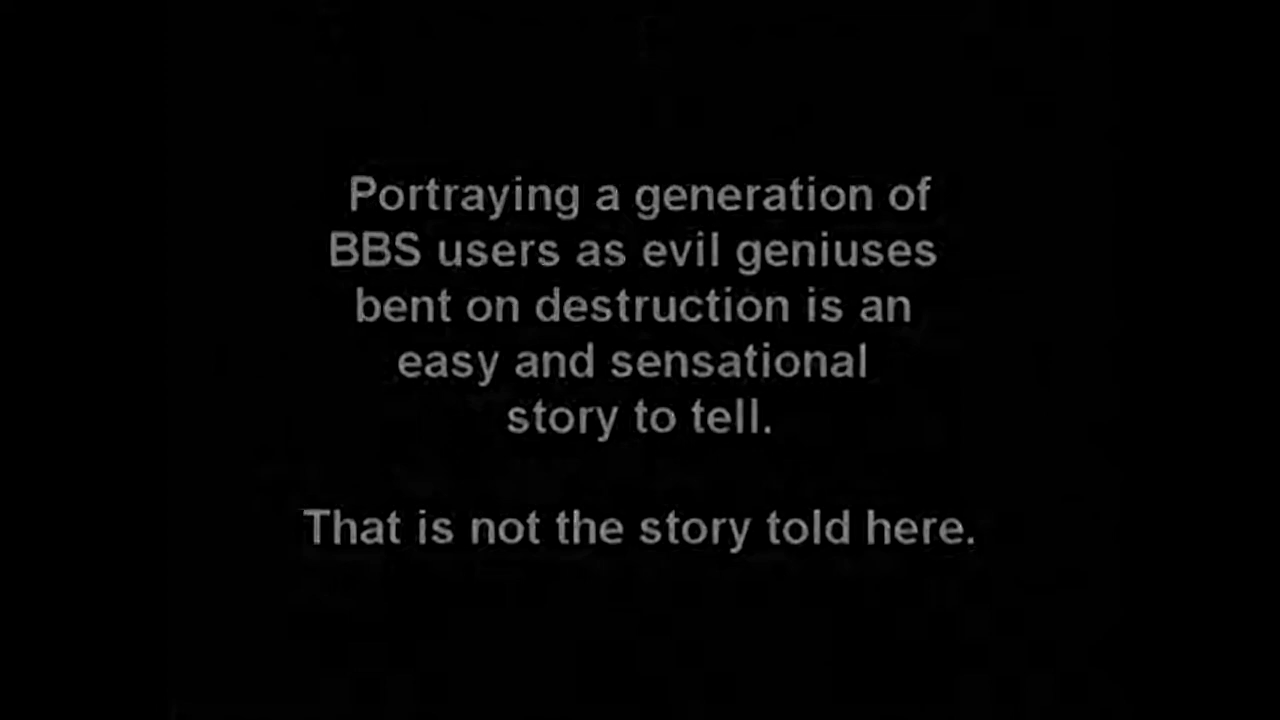 Portraying a generation of
BBS users as evil geniuses
bent on destruction is an
easy and sensational
story to tell.
That is not the story told here.